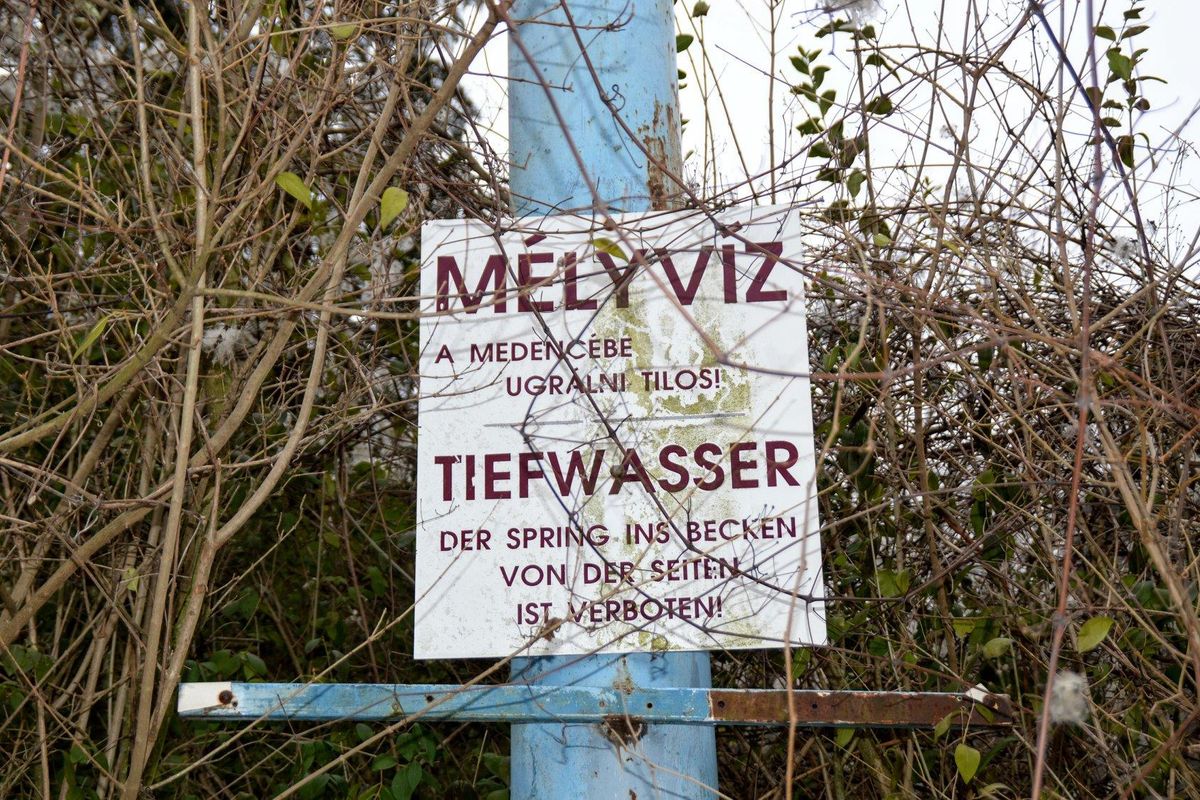 MÉLYVÍZ
A MEDENCÉBE
UGRÁLNI TILOS!
TIEFWASSER
DER SPRING INS BECKEN
VON DER SEITEN
IST VERBOTEN!